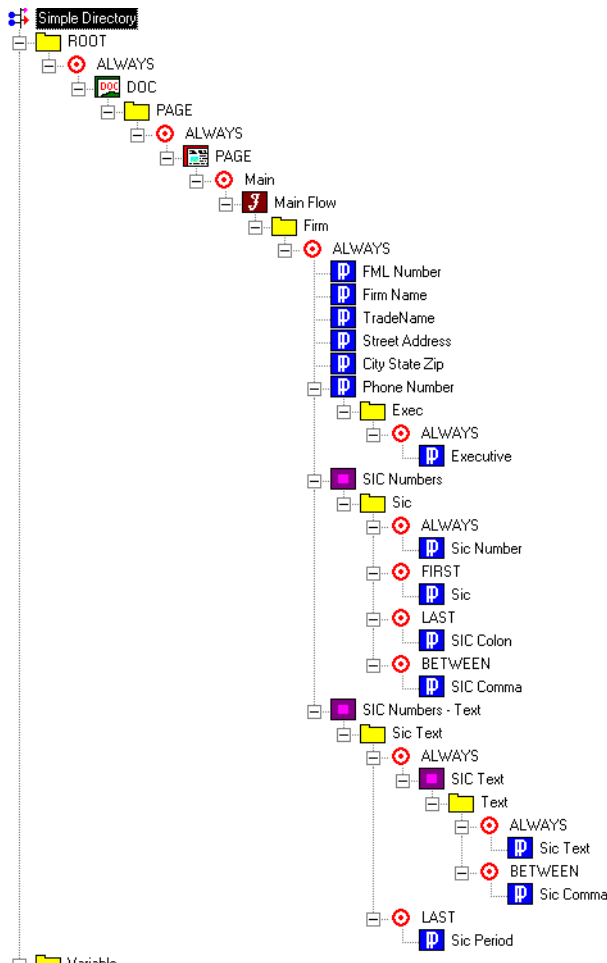 Simple Directory
ROOT
ALWAYS
DOC
PAGE
ALWAYS
PAGE
Main
Main Flow
Firm
ALWAYS
FML Number
Firm Name
TradeName
Street Address
City State Zip
Phone Number
Exec
ALWAYS
Executive
SIC Numbers
Sic
ALWAYS
Sic Number
FIRST
Sic
LAST
SIC Colon
BETWEEN
SIC Comma
SIC Numbers - Text
Sic Text
ALWAYS
SIC Text
Text
ALWAYS
Sic Text
BETWEEN
Sic Comma
LAST
Sic Period
Variable